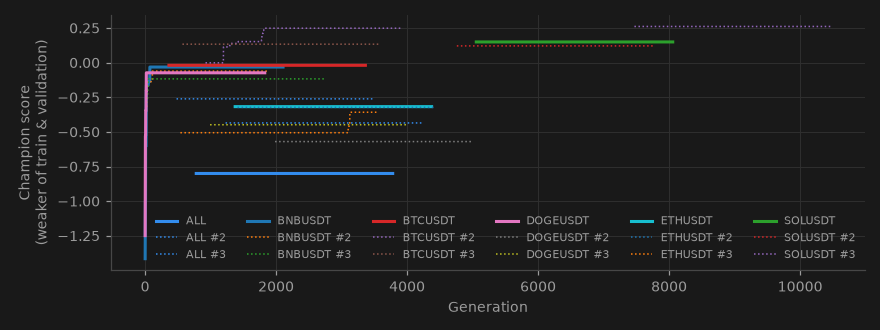 Champion score
(weaker of train & validation)
0.25
0.00
−0.25
−0.50
−0.75
−1.00
−1.25
ALL BNBUSDT BTCUSDT DOGEUSDT ETHUSDT SOLUSDT
ALL #2 BNBUSDT #2 BTCUSDT #2 DOGEUSDT #2 ETHUSDT #2 SOLUSDT #2
ALL #3 BNBUSDT #3 BTCUSDT #3 DOGEUSDT #3 ETHUSDT #3 SOLUSDT #3
0 2000 4000 6000 8000 10000
Generation